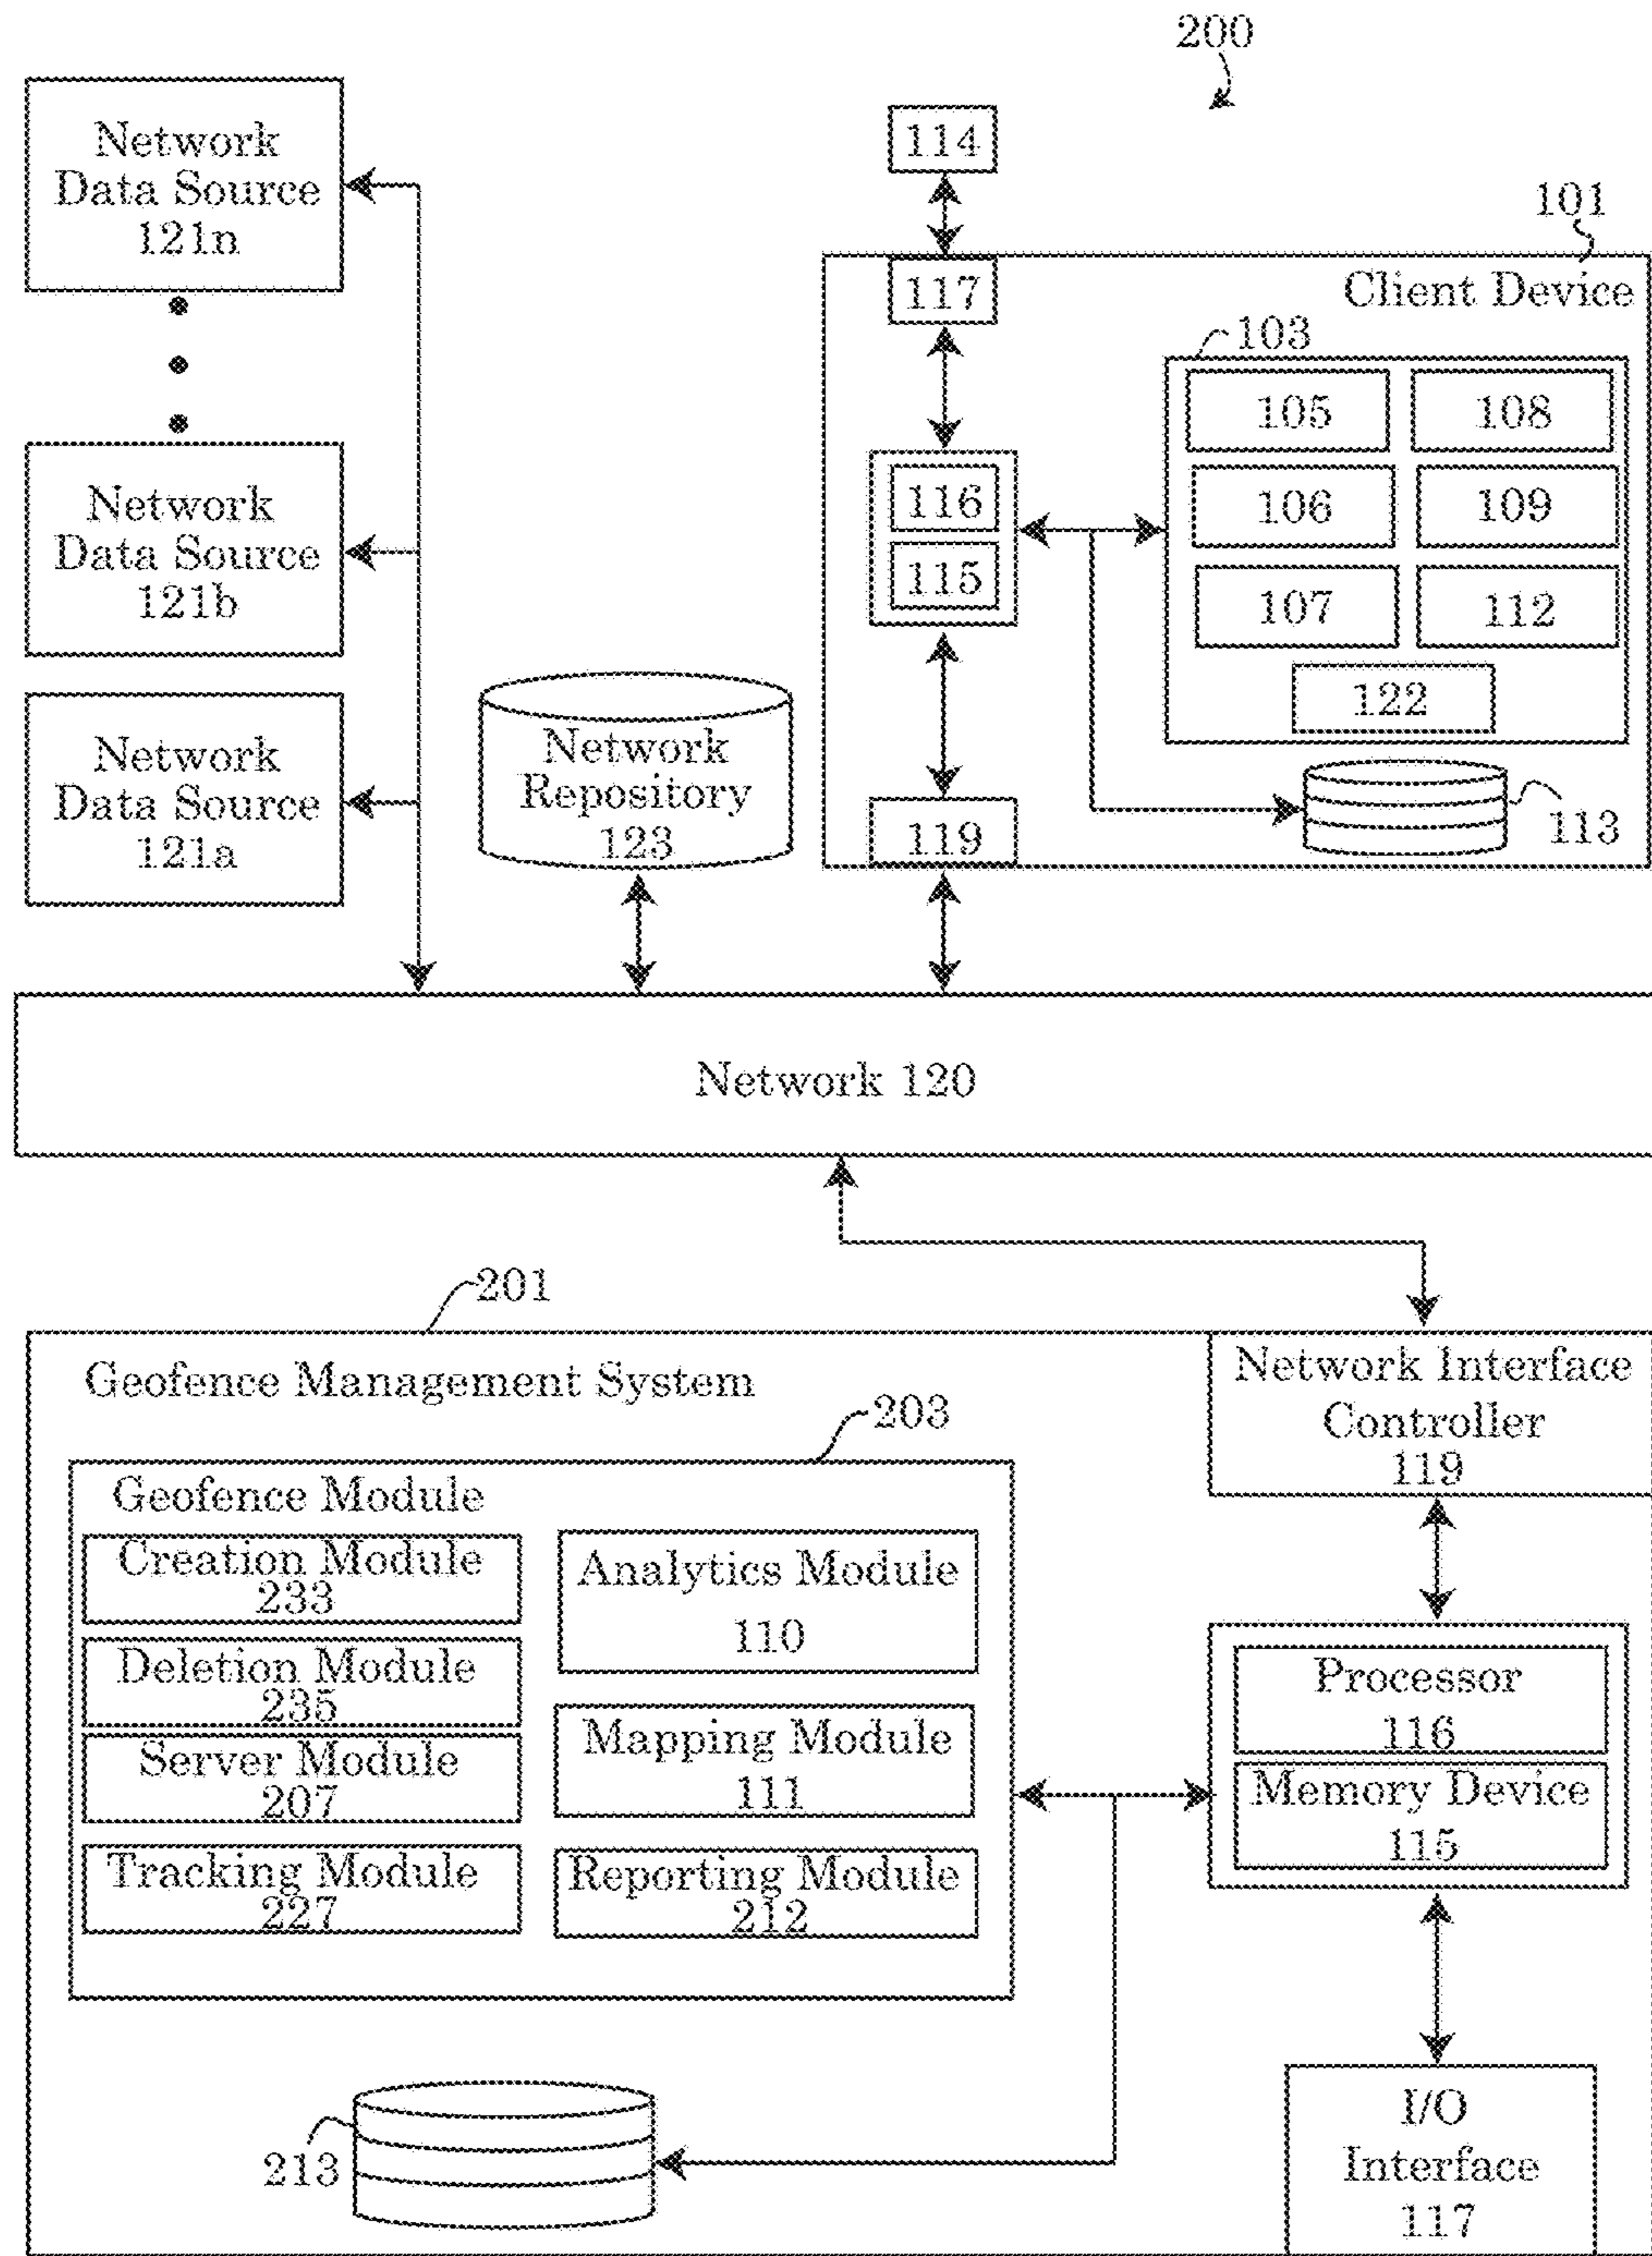 200
Network
Data Source
121n
Network
Data Source
121b
Network
Data Source
121a
Network
Repository
123
114
101
Client Device
117
103
105
108
106
109
107
112
122
116
115
113
119
Network 120
201
Geofence Management System
203
Geofence Module
Creation Module
233
Deletion Module
235
Server Module
207
Tracking Module
227
Analytics Module
110
Mapping Module
111
Reporting Module
212
213
Network Interface
Controller
119
Processor
116
Memory Device
115
I/O
Interface
117